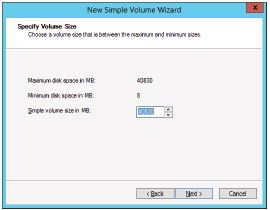 New Simple Volume Wizard
Specify Volume Size
Choose a volume size that is between the maximum and minimum sizes.
Maximum disk space in MB: 40830
Minimum disk space in MB: 8
Simple volume size in MB: 40830
< Back Next > Cancel